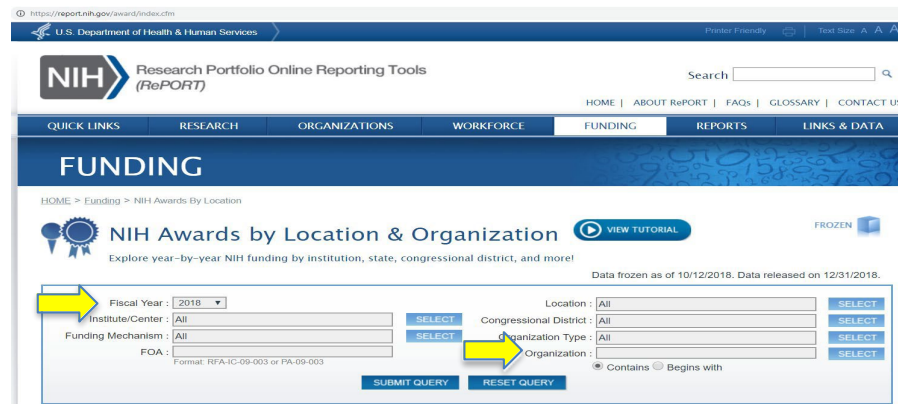 https://report.nih.gov/award/index.cfm
U.S. Department of Health & Human Services
Printer Friendly
Text Size A A A
NIH
Research Portfolio Online Reporting Tools
(RePORT)
Search
HOME | ABOUT RePORT | FAQs | GLOSSARY | CONTACT US
QUICK LINKS RESEARCH ORGANIZATIONS WORKFORCE FUNDING REPORTS LINKS & DATA
FUNDING
HOME > Funding > NIH Awards By Location
NIH Awards by Location & Organization
VIEW TUTORIAL
FROZEN
Explore year-by-year NIH funding by institution, state, congressional district, and more!
Data frozen as of 10/12/2018. Data released on 12/31/2018.
Fiscal Year : 2018
Location : All SELECT
Institute/Center : All SELECT
Congressional District : All SELECT
Funding Mechanism : All SELECT
Organization Type : All SELECT
FOA :
Organization : SELECT
Format: RFA-IC-09-003 or PA-09-003
Contains Begins with
SUBMIT QUERY RESET QUERY